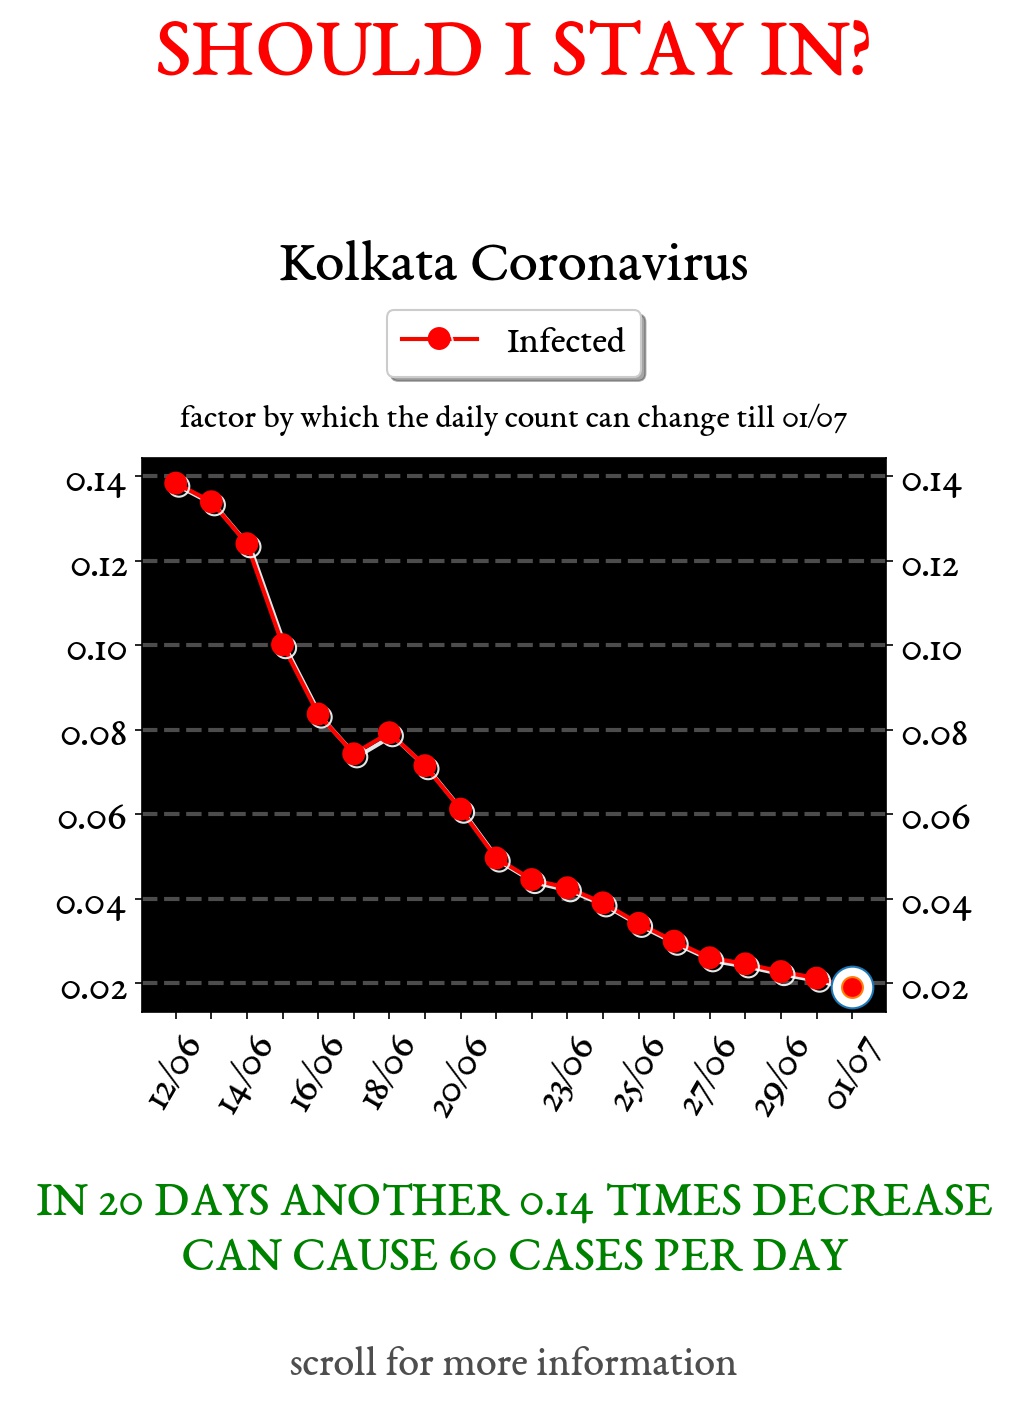 SHOULD I STAY IN?
Kolkata Coronavirus
Infected
factor by which the daily count can change till 01/07
0.14 0.14
0.12 0.12
0.10 0.10
0.08 0.08
0.06 0.06
0.04 0.04
0.02 0.02
12/06 14/06 16/06 18/06 20/06 23/06 25/06 27/06 29/06 01/07
IN 20 DAYS ANOTHER 0.14 TIMES DECREASE
CAN CAUSE 60 CASES PER DAY
scroll for more information